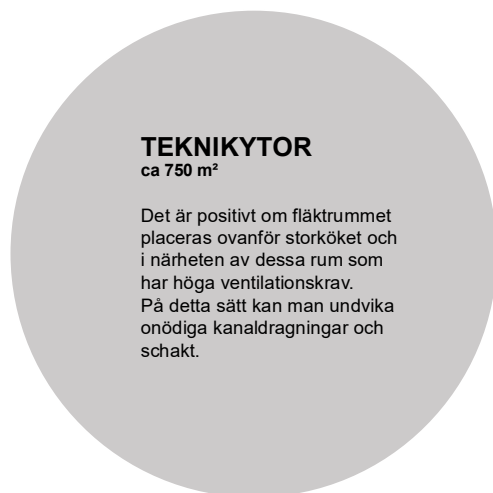 TEKNIKYTOR
ca 750 m²
Det är positivt om fläktrummet
placeras ovanför storköket och
i närheten av dessa rum som
har höga ventilationskrav.
På detta sätt kan man undvika
onödiga kanaldragningar och
schakt.